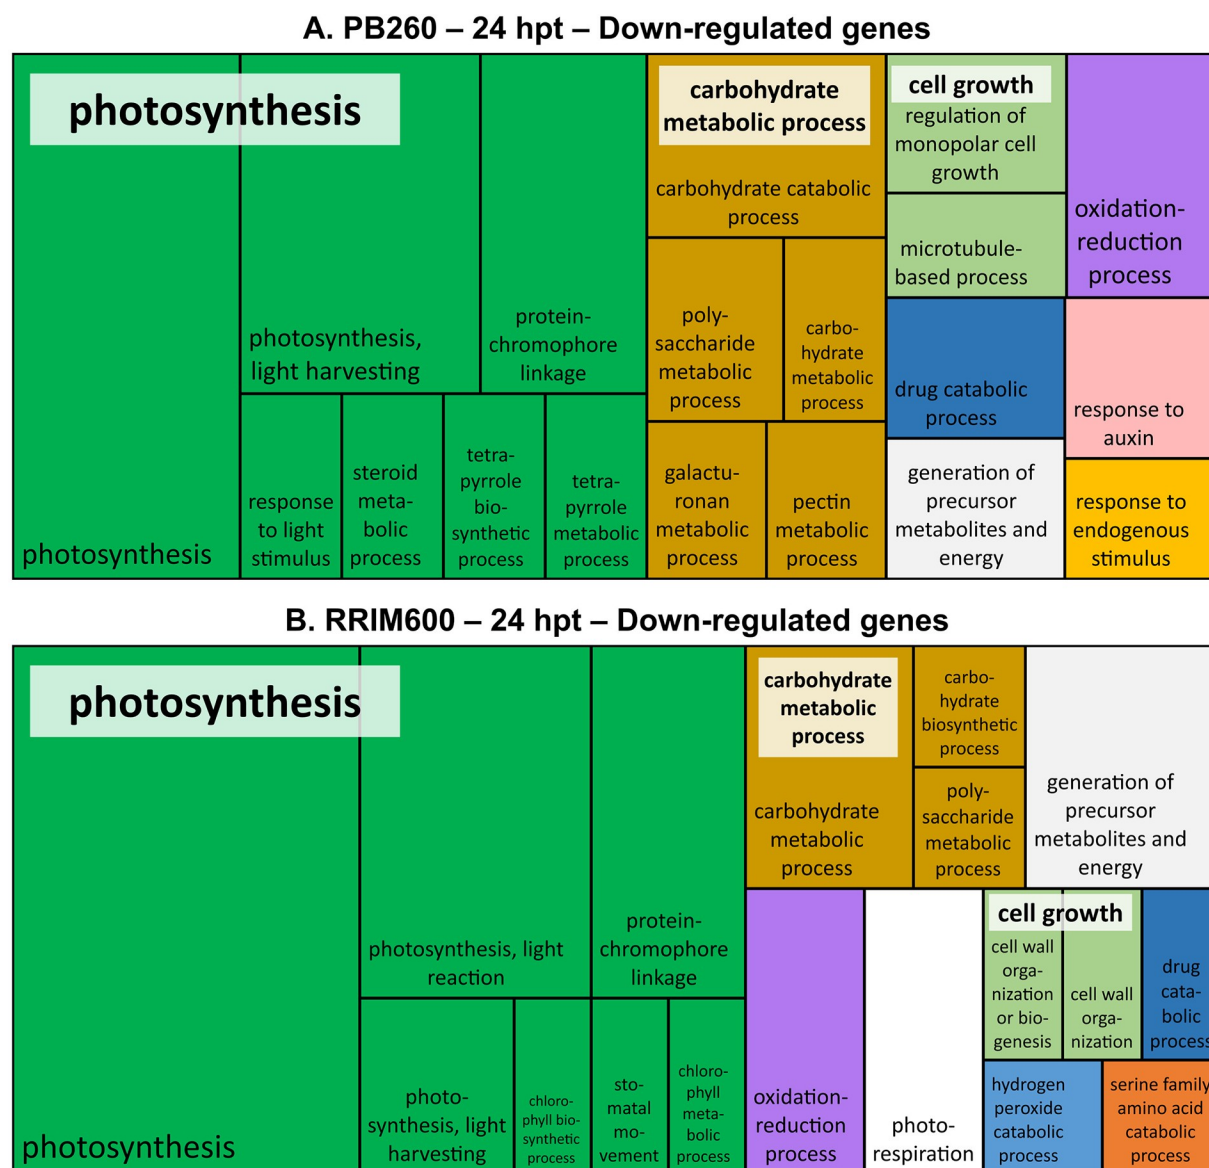 A. PB260 – 24 hpt – Down-regulated genes
photosynthesis
photosynthesis
photosynthesis,
light harvesting
protein-
chromophore
linkage
response
to light
stimulus
steroid
meta-
bolic
process
tetra-
pyrrole
bio-
synthetic
process
tetra-
pyrrole
metabolic
process
carbohydrate
metabolic process
carbohydrate catabolic
process
poly-
saccharide
metabolic
process
carbo-
hydrate
metabolic
process
galactu-
ronan
metabolic
process
pectin
metabolic
process
cell growth
regulation of
monopolar cell
growth
microtubule-
based process
drug catabolic
process
generation of
precursor
metabolites and
energy
oxidation-
reduction
process
response to
auxin
response to
endogenous
stimulus
B. RRIM600 – 24 hpt – Down-regulated genes
photosynthesis
photosynthesis
photosynthesis, light
reaction
protein-
chromophore
linkage
photo-
synthesis, light
harvesting
chloro-
phyll bio-
synthetic
process
sto-
matal
mo-
vement
chloro-
phyll
meta-
bolic
process
carbohydrate
metabolic
process
carbohydrate
metabolic
process
carbo-
hydrate
biosynthetic
process
poly-
saccharide
metabolic
process
generation of
precursor
metabolites and
energy
oxidation-
reduction
process
photo-
respiration
cell growth
cell wall
orga-
nization
or bio-
genesis
cell wall
orga-
nization
drug
cata-
bolic
process
hydrogen
peroxide
catabolic
process
serine family
amino acid
catabolic
process